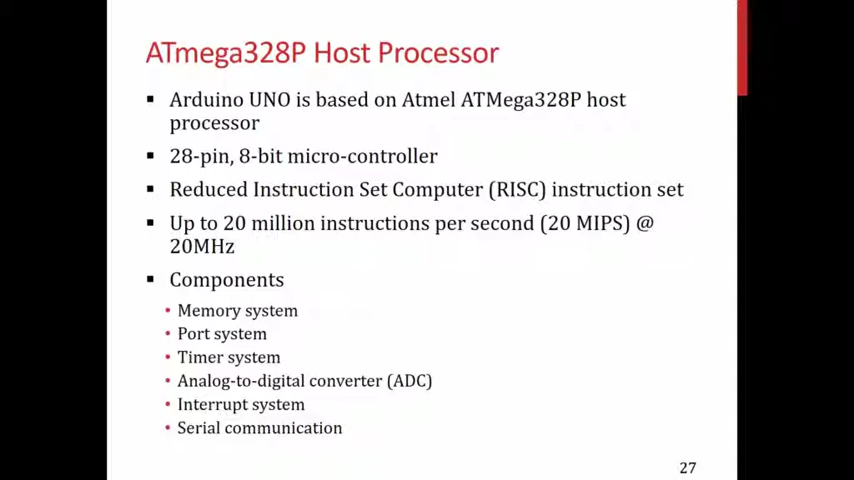 ATmega328P Host Processor
▪ Arduino UNO is based on Atmel ATMega328P host
processor
▪ 28-pin, 8-bit micro-controller
▪ Reduced Instruction Set Computer (RISC) instruction set
▪ Up to 20 million instructions per second (20 MIPS) @
20MHz
▪ Components
• Memory system
• Port system
• Timer system
• Analog-to-digital converter (ADC)
• Interrupt system
• Serial communication
27